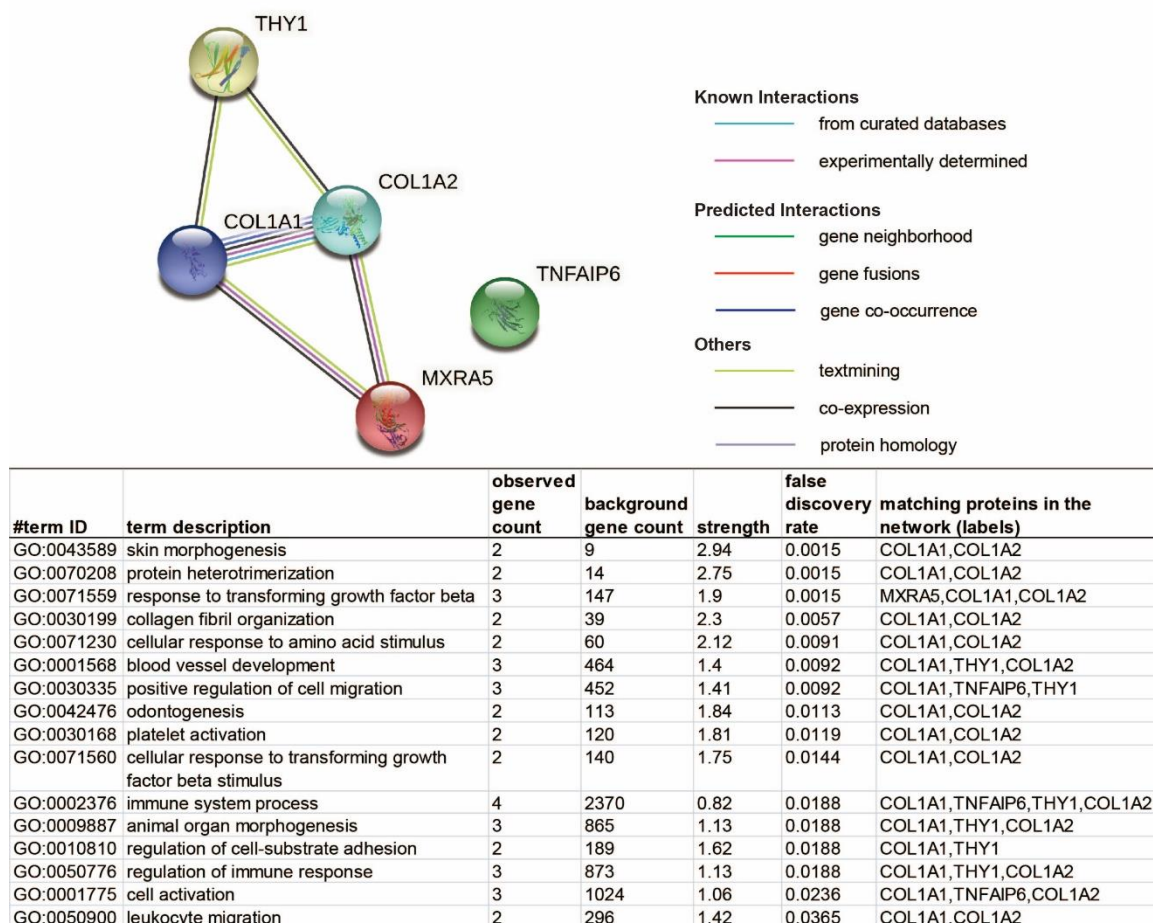 THY1
COL1A2
COL1A1
TNFAIP6
MXRA5
Known Interactions
from curated databases
experimentally determined
Predicted Interactions
gene neighborhood
gene fusions
gene co-occurrence
Others
textmining
co-expression
protein homology
#term ID term description observed gene count background gene count strength false discovery rate matching proteins in the network (labels)
GO:0043589 skin morphogenesis 2 9 2.94 0.0015 COL1A1,COL1A2
GO:0070208 protein heterotrimerization 2 14 2.75 0.0015 COL1A1,COL1A2
GO:0071559 response to transforming growth factor beta 3 147 1.9 0.0015 MXRA5,COL1A1,COL1A2
GO:0030199 collagen fibril organization 2 39 2.3 0.0057 COL1A1,COL1A2
GO:0071230 cellular response to amino acid stimulus 2 60 2.12 0.0091 COL1A1,COL1A2
GO:0001568 blood vessel development 3 464 1.4 0.0092 COL1A1,THY1,COL1A2
GO:0030335 positive regulation of cell migration 3 452 1.41 0.0092 COL1A1,TNFAIP6,THY1
GO:0042476 odontogenesis 2 113 1.84 0.0113 COL1A1,COL1A2
GO:0030168 platelet activation 2 120 1.81 0.0119 COL1A1,COL1A2
GO:0071560 cellular response to transforming growth factor beta stimulus 2 140 1.75 0.0144 COL1A1,COL1A2
GO:0002376 immune system process 4 2370 0.82 0.0188 COL1A1,TNFAIP6,THY1,COL1A2
GO:0009887 animal organ morphogenesis 3 865 1.13 0.0188 COL1A1,THY1,COL1A2
GO:0010810 regulation of cell-substrate adhesion 2 189 1.62 0.0188 COL1A1,THY1
GO:0050776 regulation of immune response 3 873 1.13 0.0188 COL1A1,THY1,COL1A2
GO:0001775 cell activation 3 1024 1.06 0.0236 COL1A1,TNFAIP6,COL1A2
GO:0050900 leukocyte migration 2 296 1.42 0.0365 COL1A1,COL1A2